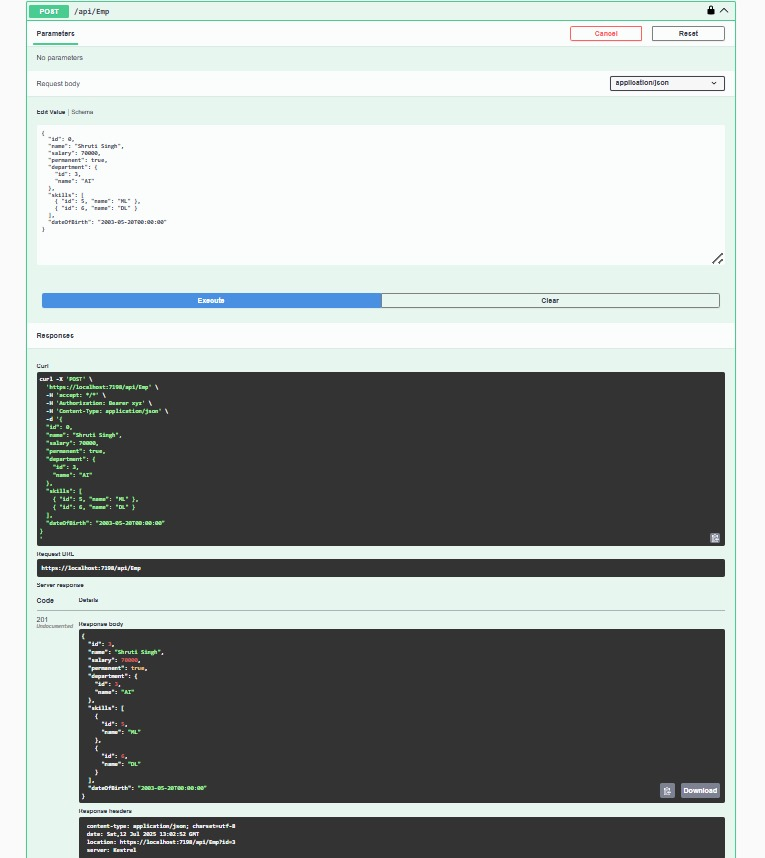 POST /api/Emp
Parameters
Cancel
Reset
No parameters
Request body
application/json
Edit Value | Schema
{
"id": 0,
"name": "Shruti Singh",
"salary": 70000,
"permenent": true,
"department": {
"id": 3,
"name": "AI"
},
"skills": [
{ "id": 5, "name": "ML" },
{ "id": 6, "name": "DL" }
],
"dateOfBirth": "2003-05-20T00:00:00"
}
Execute
Clear
Responses
Curl
curl -X 'POST' \
'https://localhost:7198/api/Emp' \
-H 'accept: */*' \
-H 'Authorization: Bearer xyz' \
-H 'Content-Type: application/json' \
-d '{
"id": 0,
"name": "Shruti Singh",
"salary": 70000,
"permenent": true,
"department": {
"id": 3,
"name": "AI"
},
"skills": [
{ "id": 5, "name": "ML" },
{ "id": 6, "name": "DL" }
],
"dateOfBirth": "2003-05-20T00:00:00"
}
'
Request URL
https://localhost:7198/api/Emp
Server response
Code
Details
201
Undocumented
Response body
{
"id": 3,
"name": "Shruti Singh",
"salary": 70000,
"permenent": true,
"department": {
"id": 3,
"name": "AI"
},
"skills": [
{
"id": 5,
"name": "ML"
},
{
"id": 6,
"name": "DL"
}
],
"dateOfBirth": "2003-05-20T00:00:00"
}
Download
Response headers
content-type: application/json; charset=utf-8
date: Sat,12 Jul 2025 13:02:52 GMT
location: https://localhost:7198/api/Emp?id=3
server: Kestrel